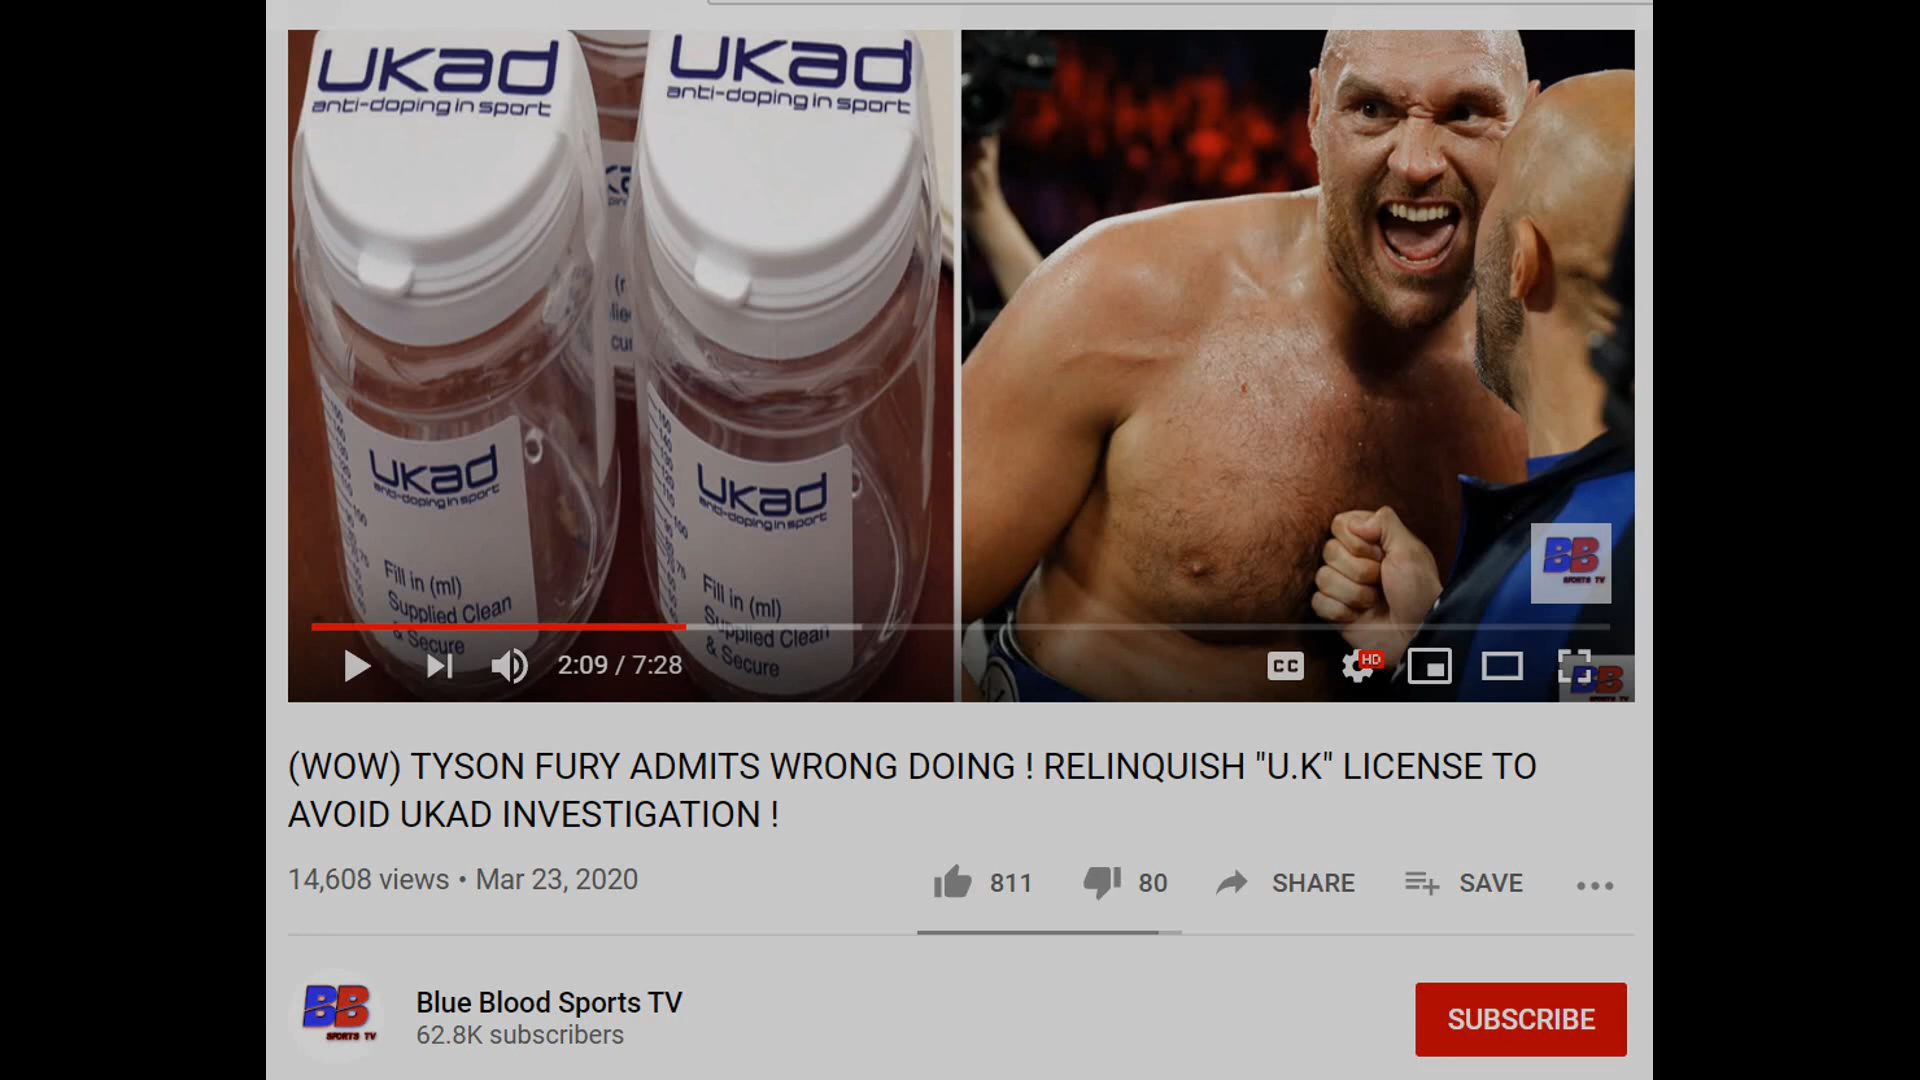 ukad
anti-doping in sport
ukad
anti-doping in sport
ukad
anti-doping in sport
Fill in (ml)
Supplied Clean
& Secure
ukad
anti-doping in sport
Fill in (ml)
Supplied Clean
& Secure
BB
SPORTS TV
2:09 / 7:28
CC
HD
BB
SPORTS TV
(WOW) TYSON FURY ADMITS WRONG DOING ! RELINQUISH "U.K" LICENSE TO
AVOID UKAD INVESTIGATION !
14,608 views • Mar 23, 2020
811
80
SHARE
SAVE
BB
SPORTS TV
Blue Blood Sports TV
62.8K subscribers
SUBSCRIBE